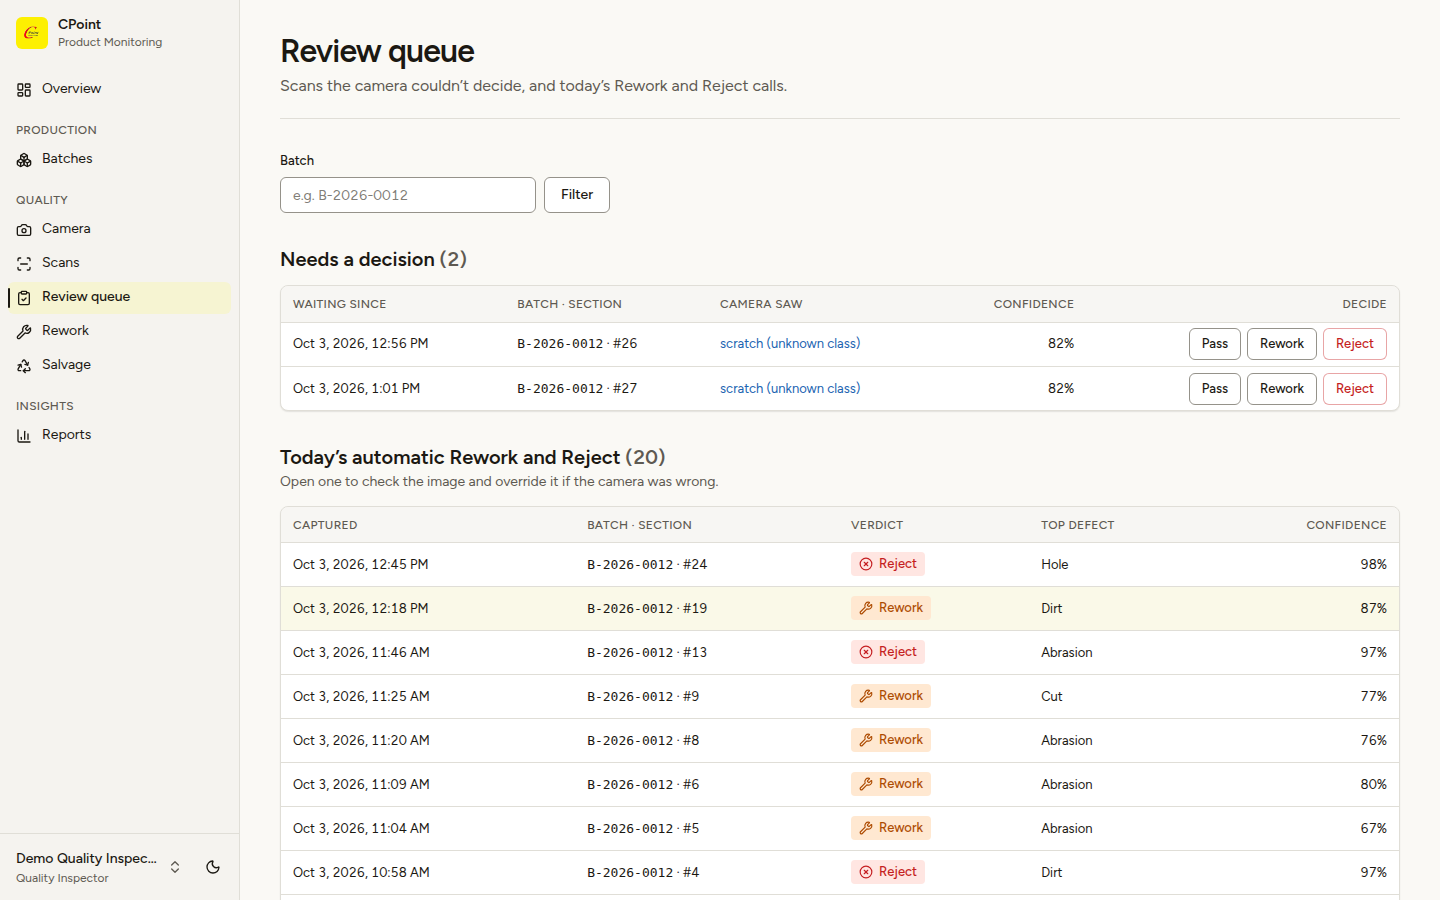 CPoint
Product Monitoring
Overview
PRODUCTION
Batches
QUALITY
Camera
Scans
Review queue
Rework
Salvage
INSIGHTS
Reports
Demo Quality Inspec...
Quality Inspector
Review queue
Scans the camera couldn’t decide, and today’s Rework and Reject calls.
Batch
e.g. B-2026-0012 Filter
Needs a decision (2)
WAITING SINCE BATCH · SECTION CAMERA SAW CONFIDENCE DECIDE
Oct 3, 2026, 12:56 PM B-2026-0012 · #26 scratch (unknown class) 82% Pass Rework Reject
Oct 3, 2026, 1:01 PM B-2026-0012 · #27 scratch (unknown class) 82% Pass Rework Reject
Today’s automatic Rework and Reject (20)
Open one to check the image and override it if the camera was wrong.
CAPTURED BATCH · SECTION VERDICT TOP DEFECT CONFIDENCE
Oct 3, 2026, 12:45 PM B-2026-0012 · #24 Reject Hole 98%
Oct 3, 2026, 12:18 PM B-2026-0012 · #19 Rework Dirt 87%
Oct 3, 2026, 11:46 AM B-2026-0012 · #13 Reject Abrasion 97%
Oct 3, 2026, 11:25 AM B-2026-0012 · #9 Rework Cut 77%
Oct 3, 2026, 11:20 AM B-2026-0012 · #8 Rework Abrasion 76%
Oct 3, 2026, 11:09 AM B-2026-0012 · #6 Rework Abrasion 80%
Oct 3, 2026, 11:04 AM B-2026-0012 · #5 Rework Abrasion 67%
Oct 3, 2026, 10:58 AM B-2026-0012 · #4 Reject Dirt 97%